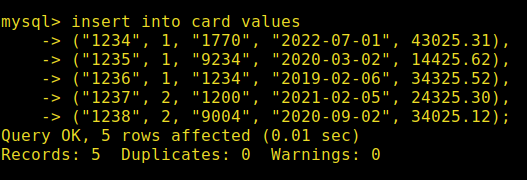 mysql> insert into card values
    -> ("1234", 1, "1770", "2022-07-01", 43025.31),
    -> ("1235", 1, "9234", "2020-03-02", 14425.62),
    -> ("1236", 1, "1234", "2019-02-06", 34325.52),
    -> ("1237", 2, "1200", "2021-02-05", 24325.30),
    -> ("1238", 2, "9004", "2020-09-02", 34025.12);
Query OK, 5 rows affected (0.01 sec)
Records: 5  Duplicates: 0  Warnings: 0